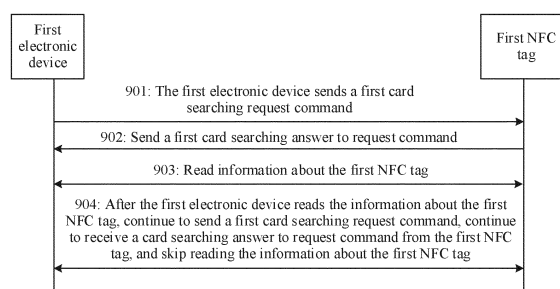 First
electronic
device
First NFC
tag
901: The first electronic device sends a first card
searching request command
902: Send a first card searching answer to request command
903: Read information about the first NFC tag
904: After the first electronic device reads the information about the first
NFC tag, continue to send a first card searching request command, continue
to receive a card searching answer to request command from the first NFC
tag, and skip reading the information about the first NFC tag